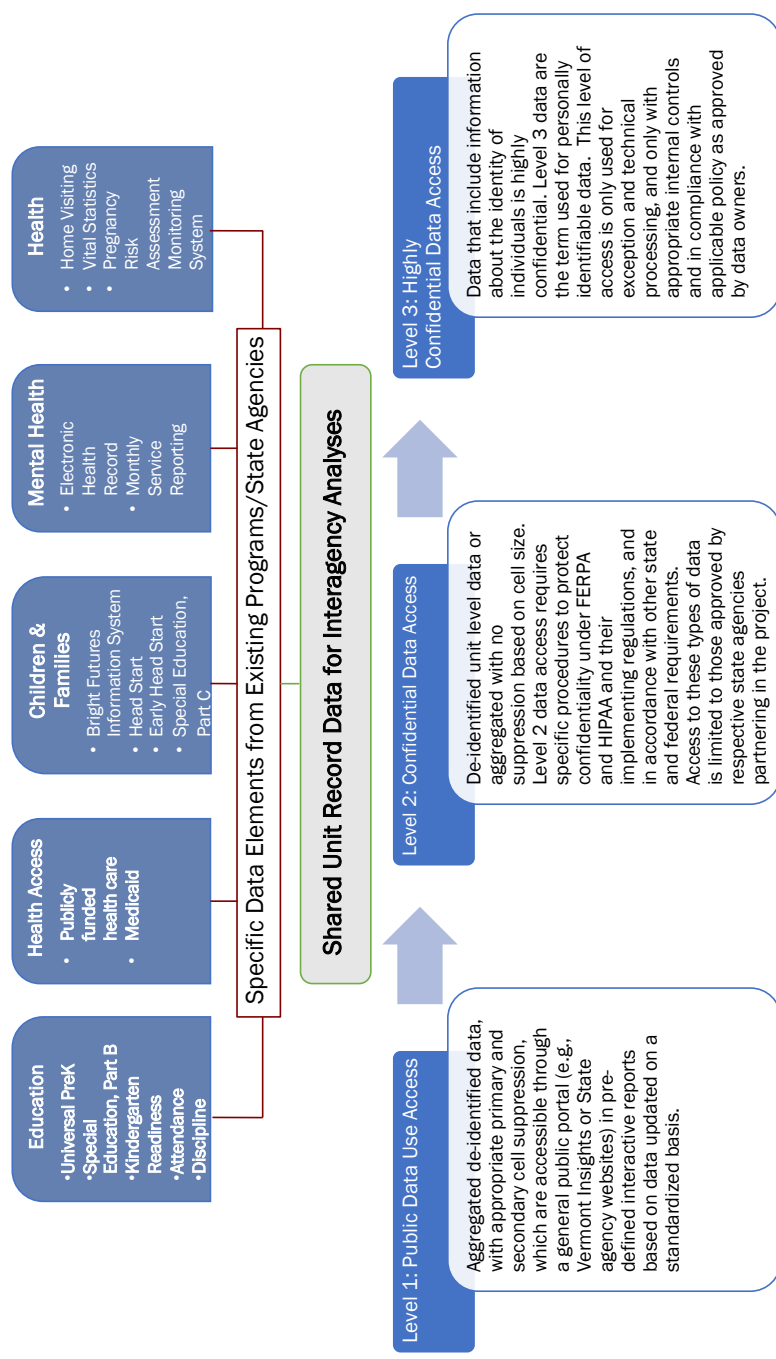 Education
•Universal PreK
•Special
Education, Part B
•Kindergarten
Readiness
•Attendance
•Discipline
Health Access
• Publicly
funded
health care
• Medicaid
Children &
Families
• Bright Futures
Information System
• Head Start
• Early Head Start
• Special Education,
Part C
Mental Health
• Electronic
Health
Record
• Monthly
Service
Reporting
Health
• Home Visiting
• Vital Statistics
• Pregnancy
Risk
Assessment
Monitoring
System
Specific Data Elements from Existing Programs/State Agencies
Shared Unit Record Data for Interagency Analyses
Level 1: Public Data Use Access
Aggregated de-identified data,
with appropriate primary and
secondary cell suppression,
which are accessible through
a general public portal (e.g.,
Vermont Insights or State
agency websites) in pre-
defined interactive reports
based on data updated on a
standardized basis.
Level 2: Confidential Data Access
De-identified unit level data or
aggregated with no
suppression based on cell size.
Level 2 data access requires
specific procedures to protect
confidentiality under FERPA
and HIPAA and their
implementing regulations, and
in accordance with other state
and federal requirements.
Access to these types of data
is limited to those approved by
respective state agencies
partnering in the project.
Level 3: Highly
Confidential Data Access
Data that include information
about the identity of
individuals is highly
confidential. Level 3 data are
the term used for personally
identifiable data. This level of
access is only used for
exception and technical
processing, and only with
appropriate internal controls
and in compliance with
applicable policy as approved
by data owners.